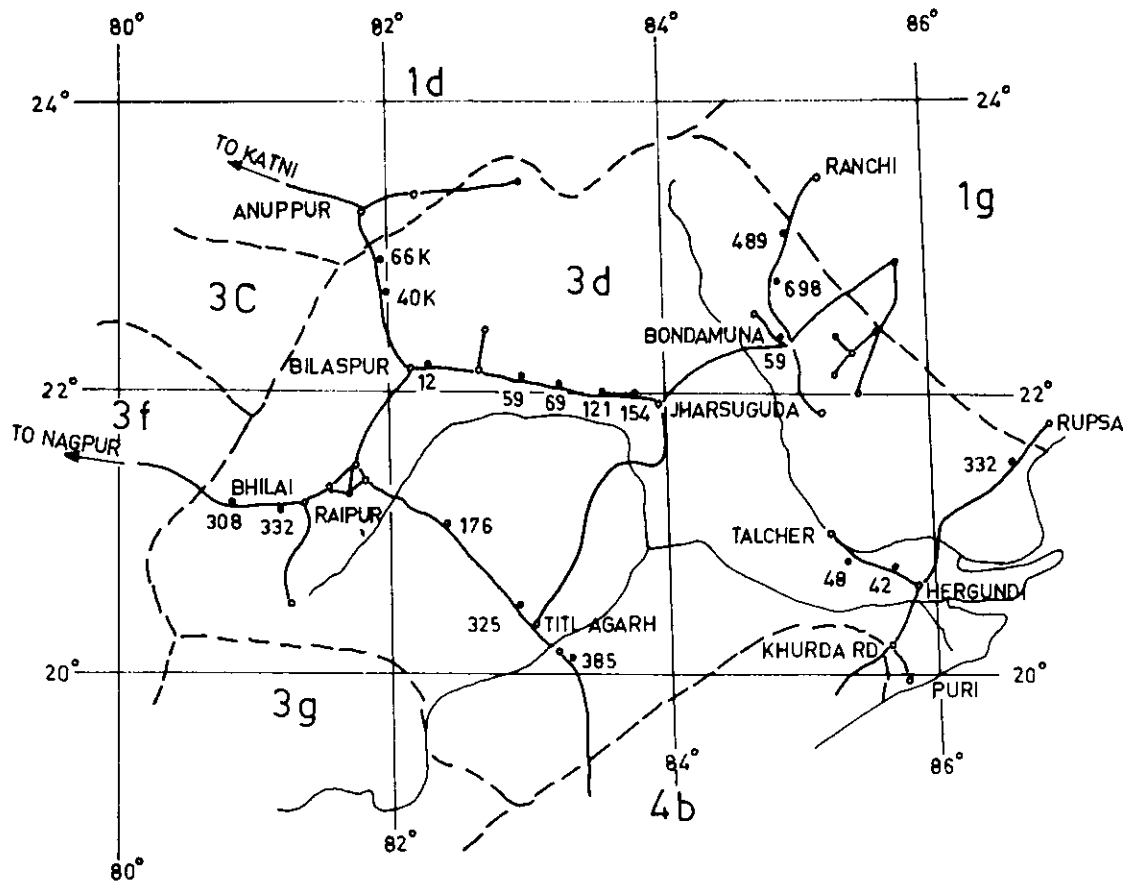 80°
82°
84°
86°
1d
24°
24°
TO KATNI
RANCHI
1g
ANUPPUR
489
66K
3d
3C
40K
698
BONDAMUNA
BILASPUR
12
59
69
121
154
59
22°
22°
3f
JHARSUGUDA
RUPSA
TO NAGPUR
332
BHILAI
308
332
RAIPUR
176
TALCHER
48
42
HERGUNDI
325
TITLAGARH
385
KHURDA RD
20°
20°
PURI
3g
84°
86°
4b
82°
80°